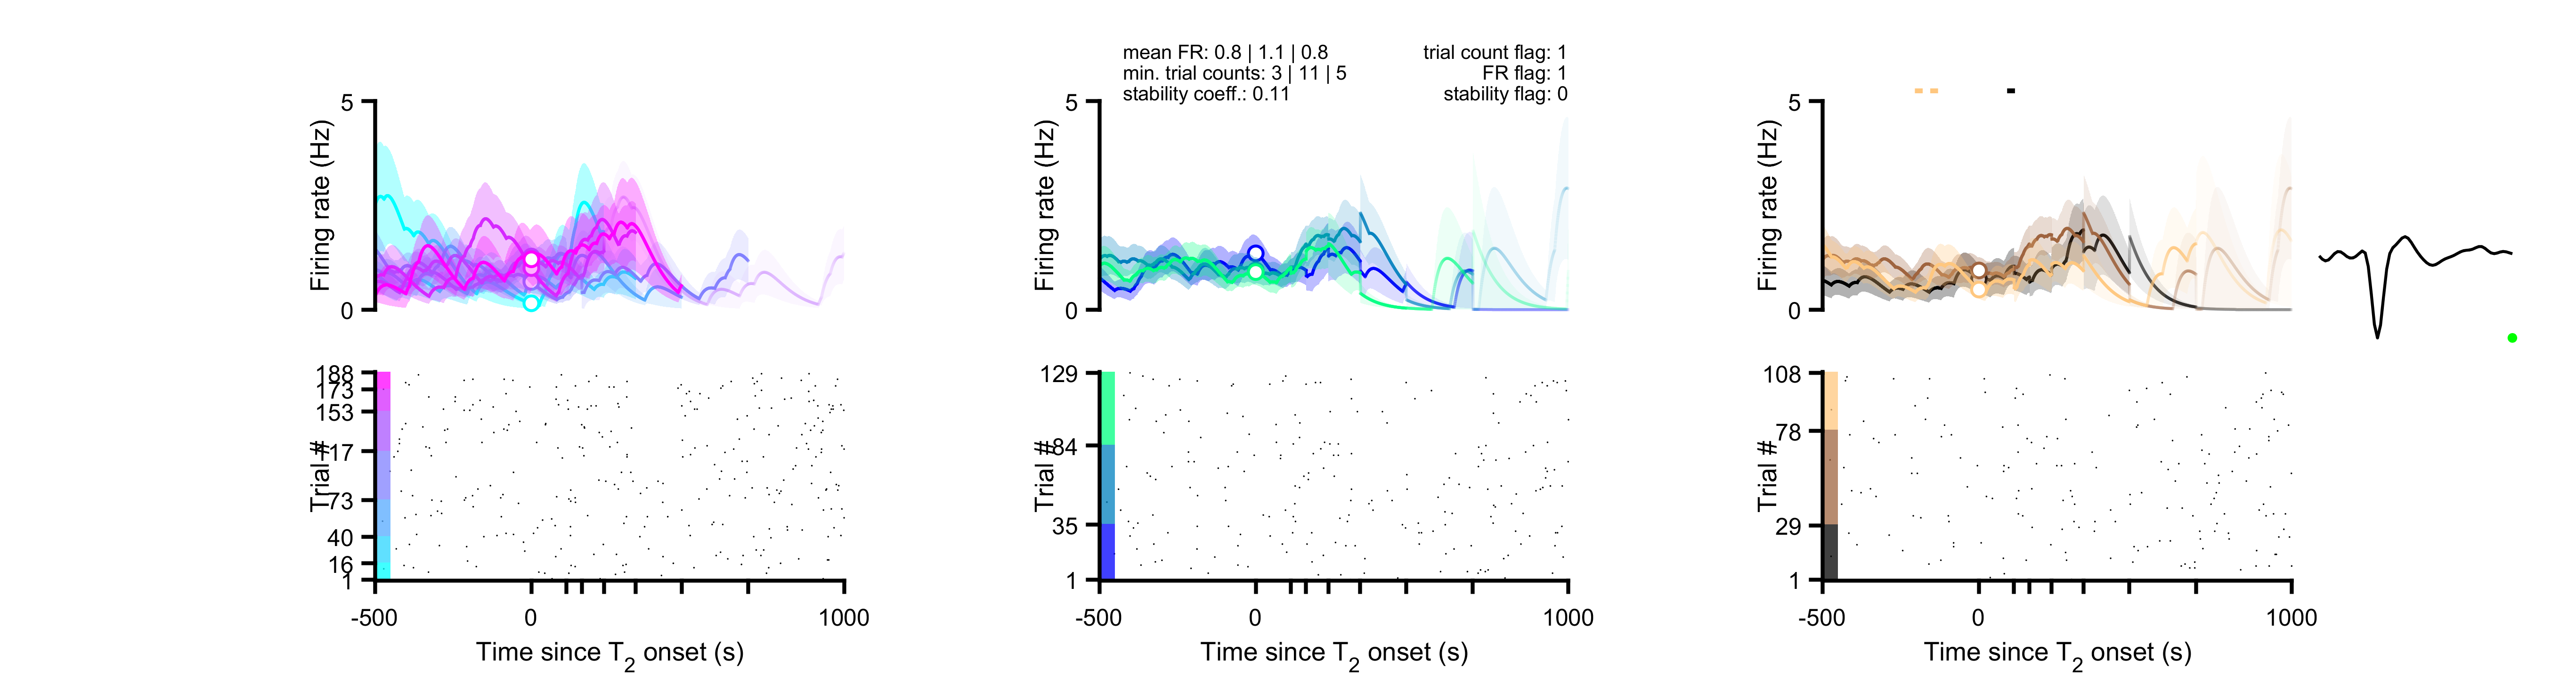 mean FR: 0.8 | 1.1 | 0.8
min. trial counts: 3 | 11 | 5
stability coeff.: 0.11
trial count flag: 1
FR flag: 1
stability flag: 0
5
0
Firing rate (Hz)
5
0
Firing rate (Hz)
5
0
Firing rate (Hz)
188
173
153
117
73
40
16
1
Trial #
-500
0
1000
Time since T2 onset (s)
129
84
35
1
Trial #
-500
0
1000
Time since T2 onset (s)
108
78
29
1
Trial #
-500
0
1000
Time since T2 onset (s)